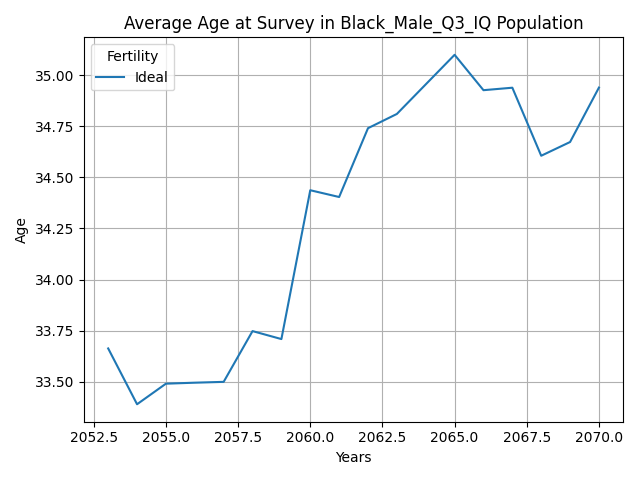 Average Age at Survey in Black_Male_Q3_IQ Population
Fertility
Ideal
35.00
34.75
34.50
34.25
34.00
33.75
33.50
Age
2052.5 2055.0 2057.5 2060.0 2062.5 2065.0 2067.5 2070.0
Years